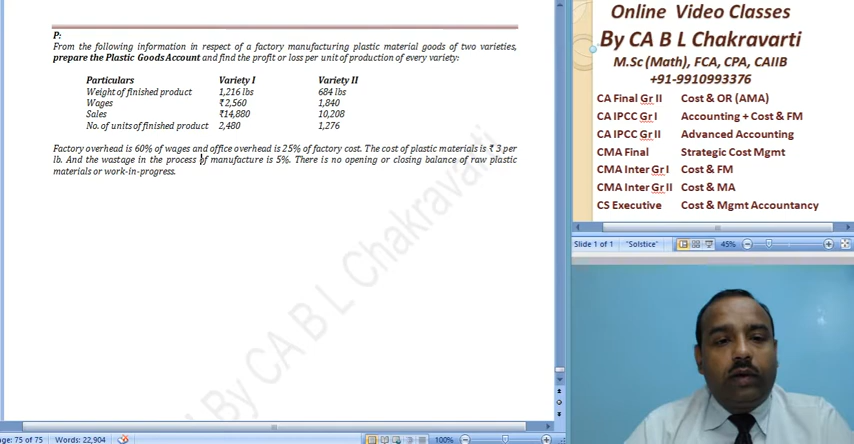 P:
From the following information in respect of a factory manufacturing plastic material goods of two varieties,
prepare the Plastic Goods Account and find the profit or loss per unit of production of every variety:
Particulars Variety I Variety II
Weight of finished product 1,216 lbs 684 lbs
Wages ₹2,560 1,840
Sales ₹14,880 10,208
No. of units of finished product 2,480 1,276
Factory overhead is 60% of wages and office overhead is 25% of factory cost. The cost of plastic materials is ₹ 3 per
lb. And the wastage in the process of manufacture is 5%. There is no opening or closing balance of raw plastic
materials or work-in-progress.
By CA B L Chakravarti
age: 75 of 75 Words: 22,904
100%
Online Video Classes
By CA B L Chakravarti
M.Sc (Math), FCA, CPA, CAIIB
+91-9910993376
CA Final Gr II Cost & OR (AMA)
CA IPCC Gr I Accounting + Cost & FM
CA IPCC Gr II Advanced Accounting
CMA Final Strategic Cost Mgmt
CMA Inter Gr I Cost & FM
CMA Inter Gr II Cost & MA
CS Executive Cost & Mgmt Accountancy
Slide 1 of 1 "Solstice" 45%